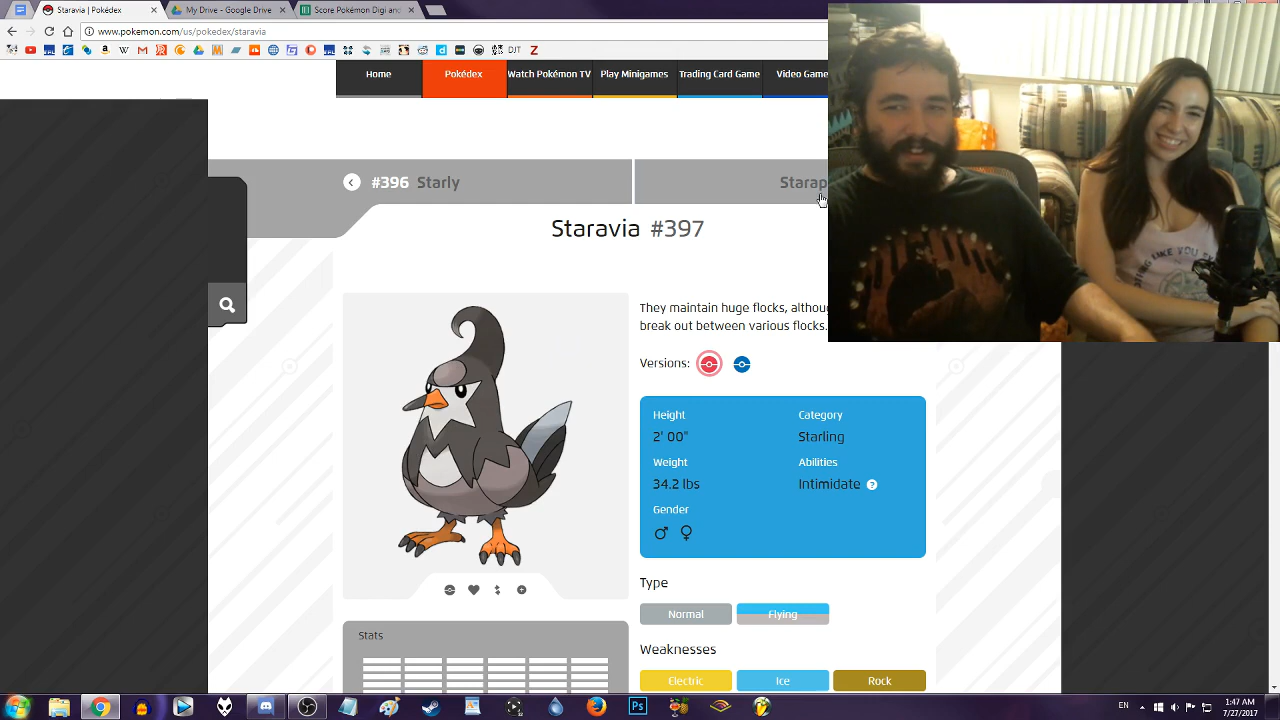 Staravia | Pokédex
My Drive - Google Drive
Score Pokémon Digi and
www.pokemon.com/us/pokedex/staravia
DJT
Home
Pokédex
Watch Pokémon TV
Play Minigames
Trading Card Game
Video Game
#396 Starly
Starap
Staravia #397
They maintain huge flocks, althou
break out between various flocks.
Versions:
Height
2' 00"
Weight
34.2 lbs
Gender
Category
Starling
Abilities
Intimidate
Type
Normal
Flying
Weaknesses
Electric
Ice
Rock
Stats
EN
1:47 AM
7/27/2017